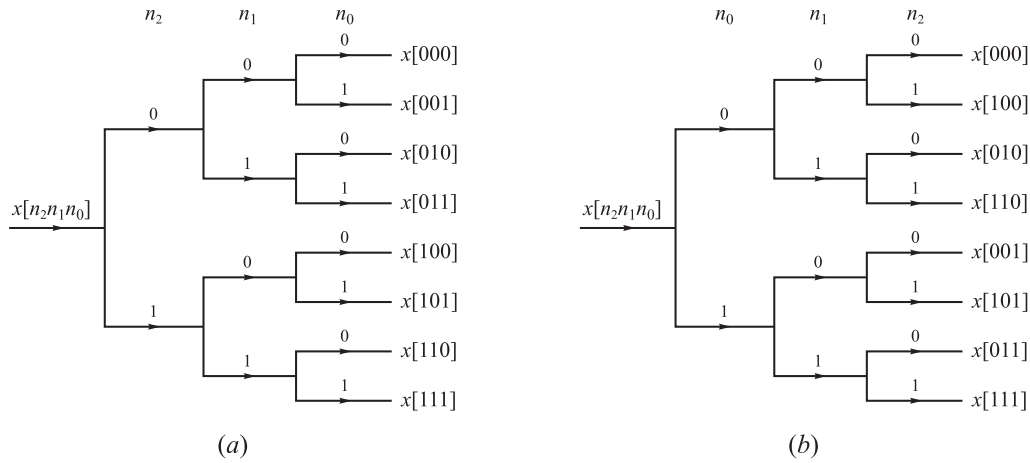 n₂ n₁ n₀
0 x[000]
0
1 x[001]
0
0 x[010]
1
1 x[011]
x[n₂n₁n₀]
0 x[100]
0
1 x[101]
1
0 x[110]
1
1 x[111]
(a)
n₀ n₁ n₂
0 x[000]
0
1 x[100]
0
0 x[010]
1
1 x[110]
x[n₂n₁n₀]
0 x[001]
0
1 x[101]
1
0 x[011]
1
1 x[111]
(b)